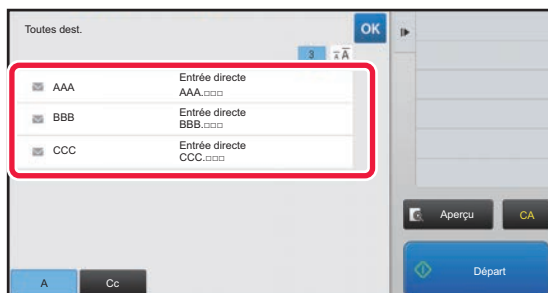 Toutes dest.
OK
3
AAA
Entrée directe
AAA.□□□
BBB
Entrée directe
BBB.□□□
CCC
Entrée directe
CCC.□□□
Aperçu
CA
A
Cc
Départ